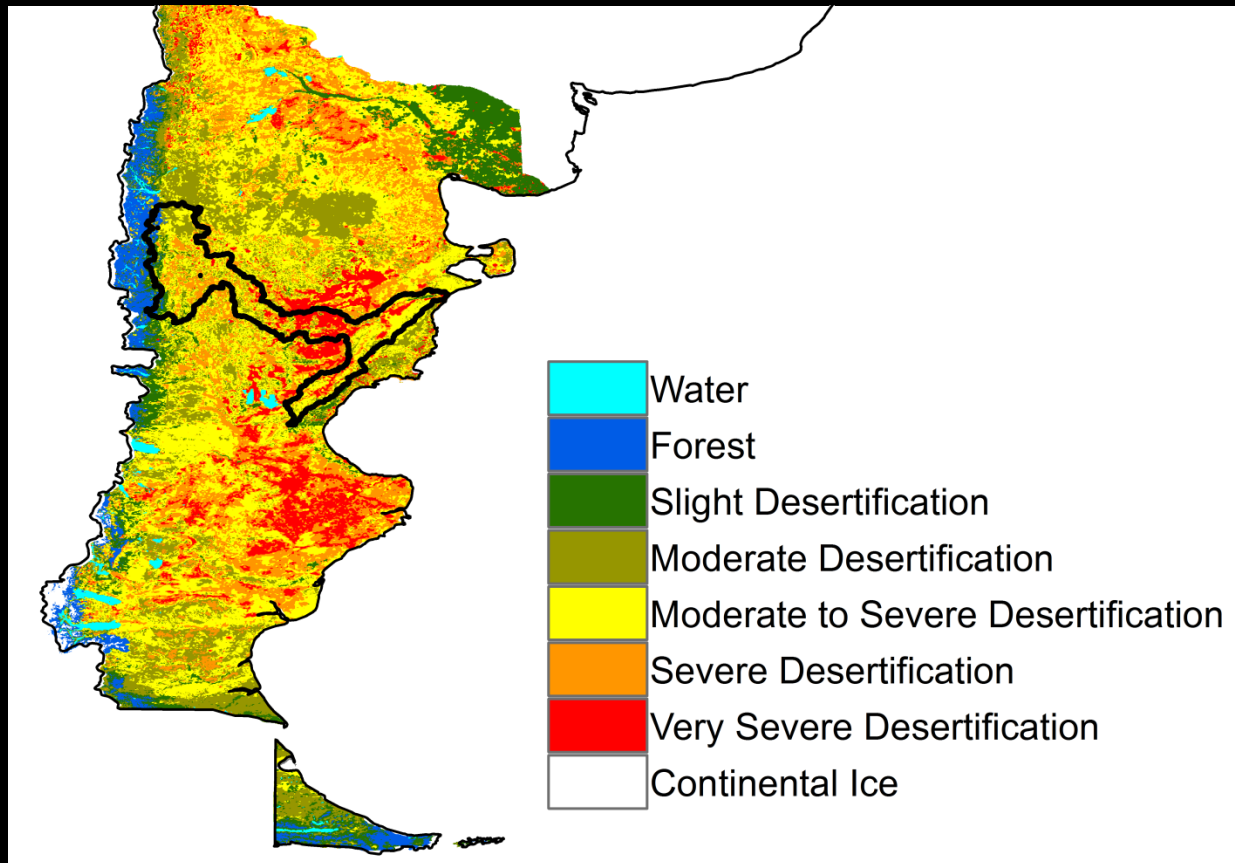 Water
Forest
Slight Desertification
Moderate Desertification
Moderate to Severe Desertification
Severe Desertification
Very Severe Desertification
Continental Ice